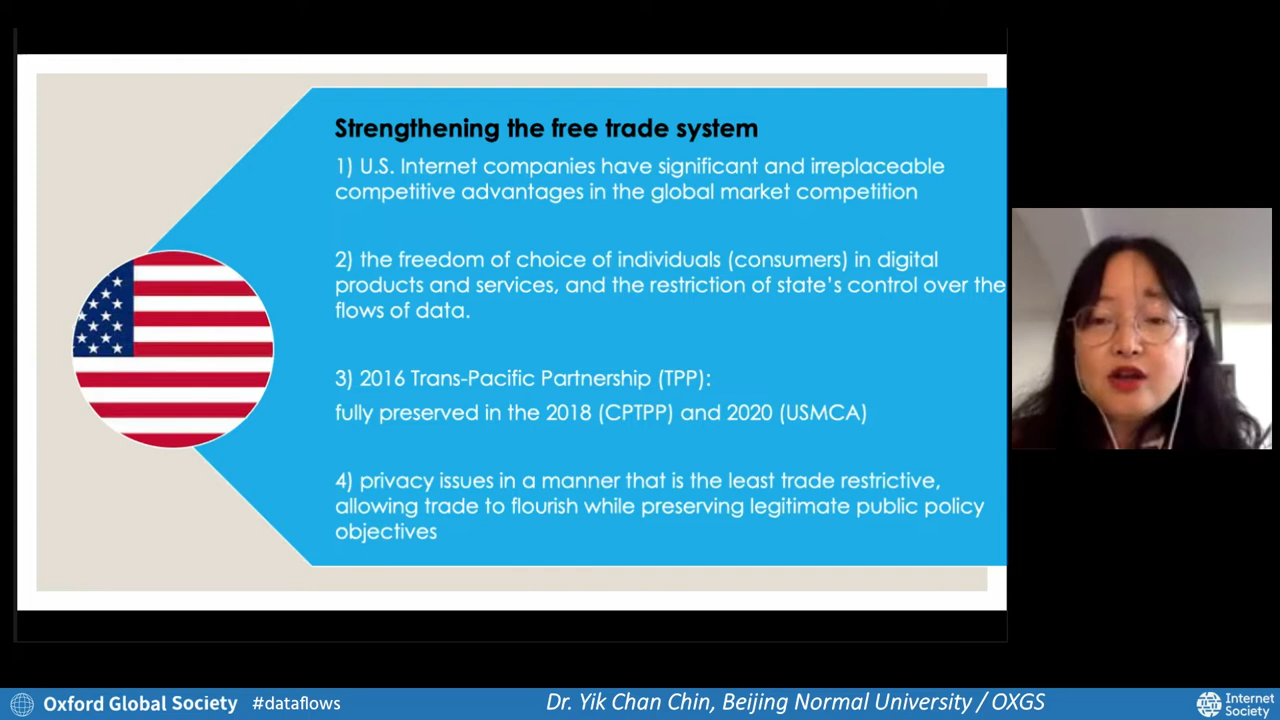 Strengthening the free trade system
1) U.S. Internet companies have significant and irreplaceable
competitive advantages in the global market competition
2) the freedom of choice of individuals (consumers) in digital
products and services, and the restriction of state's control over the
flows of data.
3) 2016 Trans-Pacific Partnership (TPP):
fully preserved in the 2018 (CPTPP) and 2020 (USMCA)
4) privacy issues in a manner that is the least trade restrictive,
allowing trade to flourish while preserving legitimate public policy
objectives
Oxford Global Society #dataflows Dr. Yik Chan Chin, Beijing Normal University / OXGS
Internet
Society